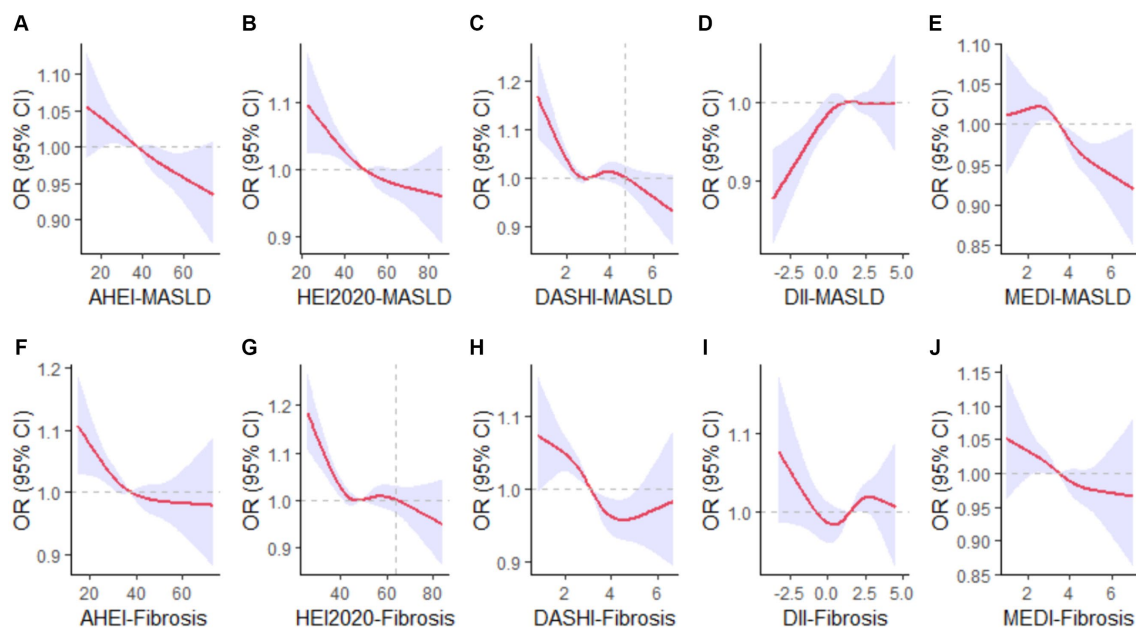 A
OR (95% CI)
1.10
1.05
1.00
0.95
0.90
20 40 60
AHEI-MASLD
B
OR (95% CI)
1.1
1.0
0.9
20 40 60 80
HEI2020-MASLD
C
OR (95% CI)
1.2
1.1
1.0
0.9
2 4 6
DASHI-MASLD
D
OR (95% CI)
1.0
0.9
-2.5 0.0 2.5 5.0
DII-MASLD
E
OR (95% CI)
1.10
1.05
1.00
0.95
0.90
0.85
2 4 6
MEDI-MASLD
F
OR (95% CI)
1.2
1.1
1.0
0.9
20 40 60
AHEI-Fibrosis
G
OR (95% CI)
1.2
1.1
1.0
0.9
40 60 80
HEI2020-Fibrosis
H
OR (95% CI)
1.1
1.0
0.9
2 4 6
DASHI-Fibrosis
I
OR (95% CI)
1.1
1.0
-2.5 0.0 2.5 5.0
DII-Fibrosis
J
OR (95% CI)
1.15
1.10
1.05
1.00
0.95
0.90
0.85
2 4 6
MEDI-Fibrosis